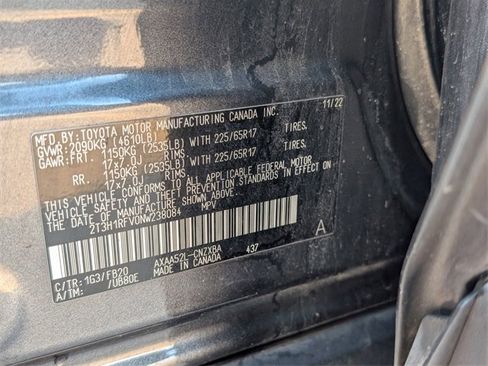 MFD.BY:TOYOTA MOTOR MANUFACTURING CANADA INC. 11/22
GVWR:2090KG (4610LB)
GAWR:FRT. 1150KG (2535LB) WITH 225/65R17 TIRES,
17x7.0J RIMS
RR. 1150KG (2535LB) WITH 225/65R17 TIRES,
17x7.0J RIMS
THIS VEHICLE CONFORMS TO ALL APPLICABLE FEDERAL MOTOR
VEHICLE SAFETY AND THEFT PREVENTION STANDARDS IN EFFECT ON
THE DATE OF MANUFACTURE SHOWN ABOVE.
2T3H1RFV0NW238084 MPV
A
C/TR: 1G3/FB20 AXAA52L-CNZXBA 437
A/TM: /UB80E MADE IN CANADA